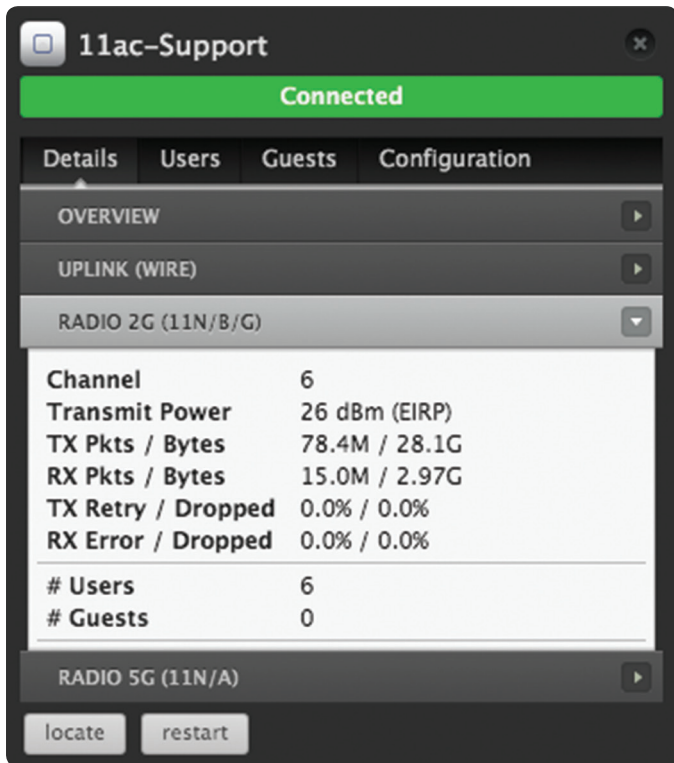 11ac-Support
Connected
Details Users Guests Configuration
OVERVIEW
UPLINK (WIRE)
RADIO 2G (11N/B/G)
Channel 6
Transmit Power 26 dBm (EIRP)
TX Pkts / Bytes 78.4M / 28.1G
RX Pkts / Bytes 15.0M / 2.97G
TX Retry / Dropped 0.0% / 0.0%
RX Error / Dropped 0.0% / 0.0%
# Users 6
# Guests 0
RADIO 5G (11N/A)
locate restart